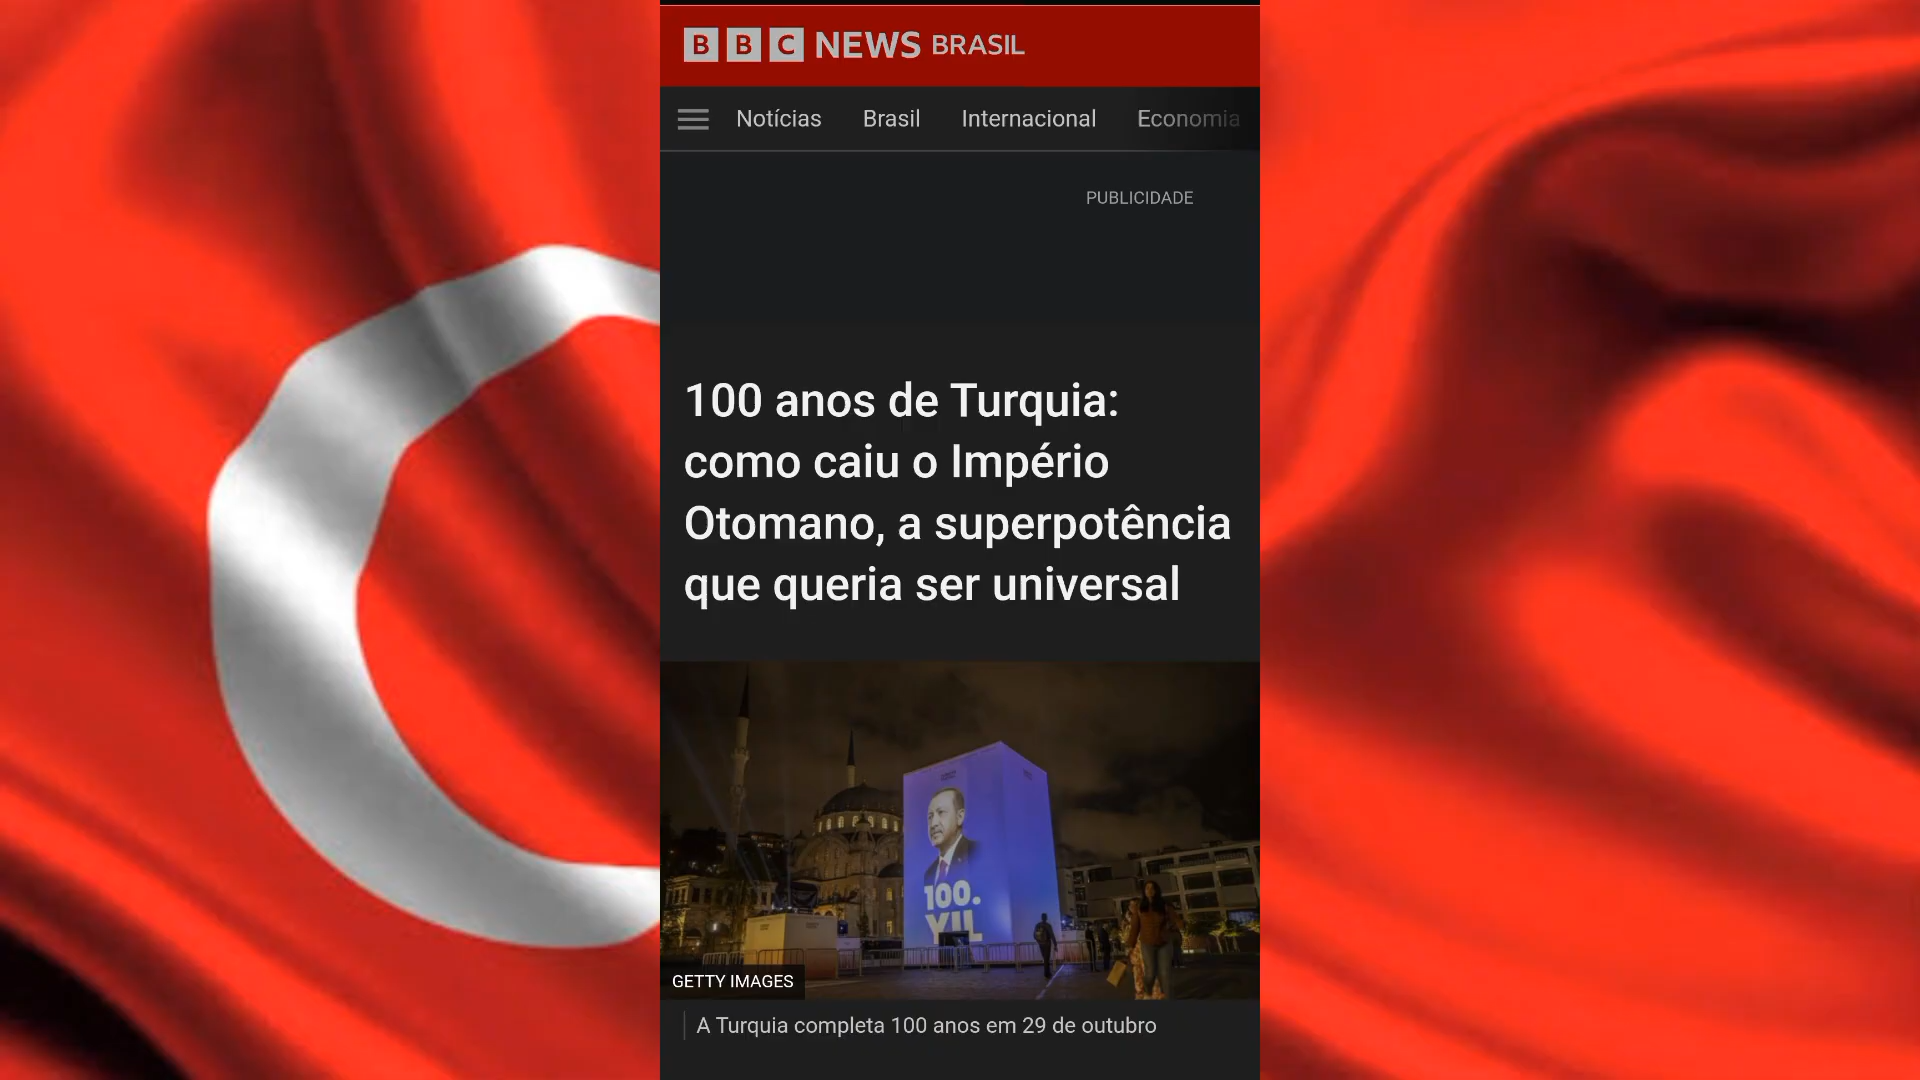 BBC NEWS BRASIL
Notícias Brasil Internacional Economia
PUBLICIDADE
100 anos de Turquia:
como caiu o Império
Otomano, a superpotência
que queria ser universal
100.
YIL
GETTY IMAGES
A Turquia completa 100 anos em 29 de outubro